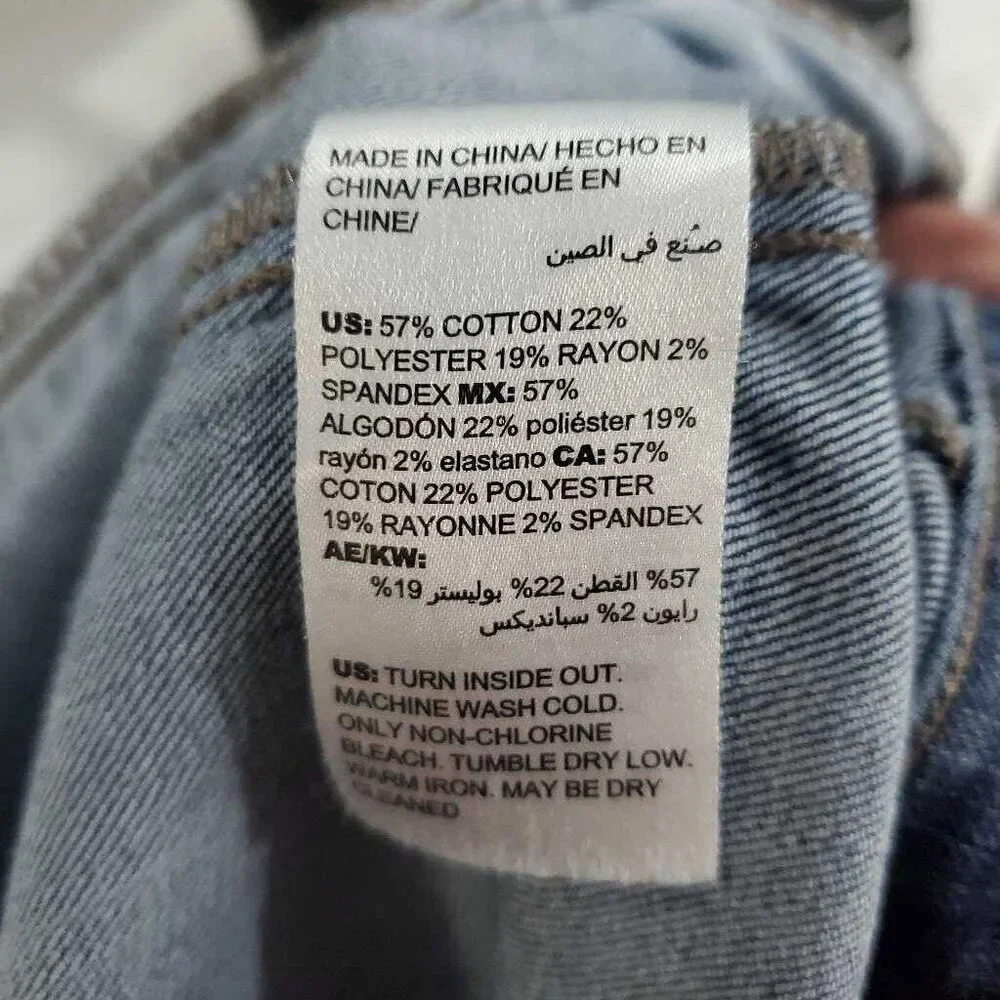 MADE IN CHINA/ HECHO EN
CHINA/ FABRIQUÉ EN
CHINE/
صُنع في الصين
US: 57% COTTON 22%
POLYESTER 19% RAYON 2%
SPANDEX MX: 57%
ALGODÓN 22% poliéster 19%
rayón 2% elastano CA: 57%
COTON 22% POLYESTER
19% RAYONNE 2% SPANDEX
AE/KW:
57% القطن 22% بوليستر 19%
رايون 2% سبانديكس
US: TURN INSIDE OUT.
MACHINE WASH COLD.
ONLY NON-CHLORINE
BLEACH. TUMBLE DRY LOW.
WARM IRON. MAY BE DRY
CLEANED